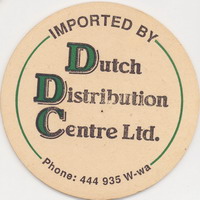 IMPORTED BY
Dutch
Distribution
Centre Ltd.
Phone: 444 935 W-wa